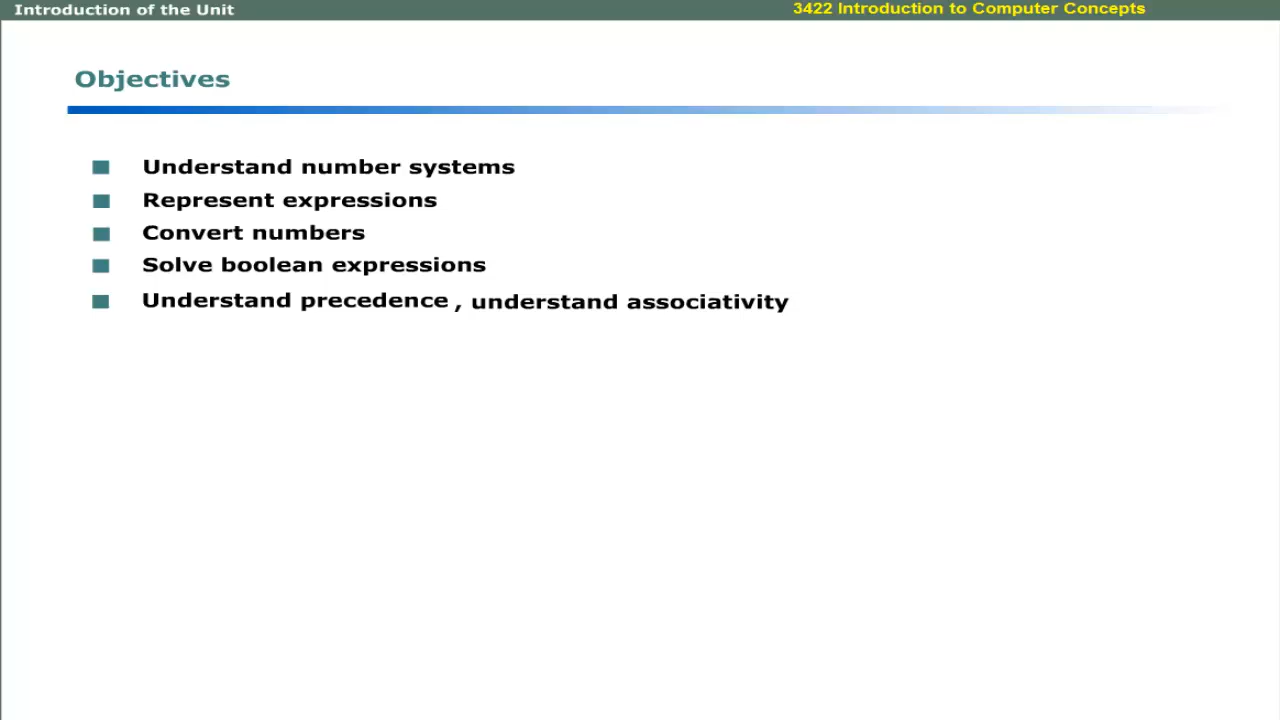 Introduction of the Unit
3422 Introduction to Computer Concepts
Objectives
Understand number systems
Represent expressions
Convert numbers
Solve boolean expressions
Understand precedence , understand associativity